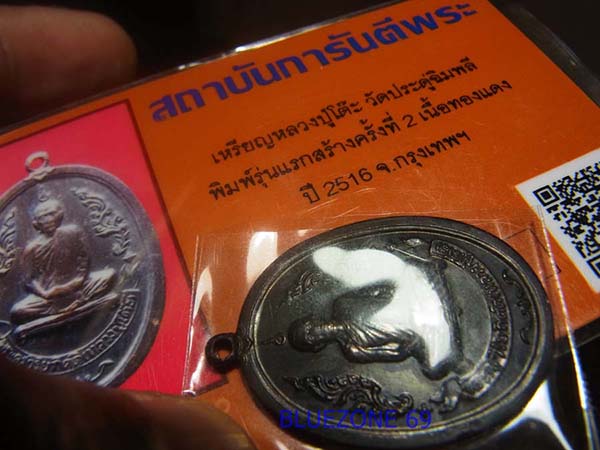 สถาบันการันตีพระ
เหรียญหลวงปู่โต๊ะ วัดประดู่ฉิมพลี
พิมพ์รุ่นแรกสร้างครั้งที่ 2 เนื้อทองแดง
ปี 2516 จ.กรุงเทพฯ
BLUEZONE 69